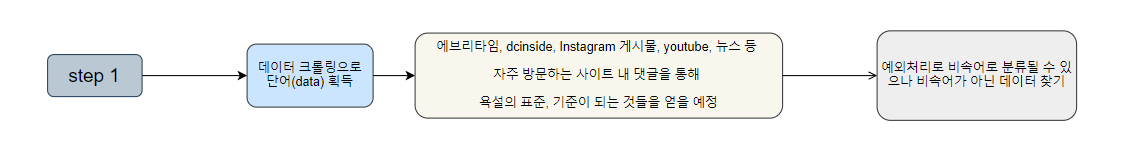 step 1
데이터 크롤링으로
단어(data) 획득
에브리타임, dcinside, Instagram 게시물, youtube, 뉴스 등
자주 방문하는 사이트 내 댓글을 통해
욕설의 표준, 기준이 되는 것들을 얻을 예정
예외처리로 비속어로 분류될 수 있
으나 비속어가 아닌 데이터 찾기